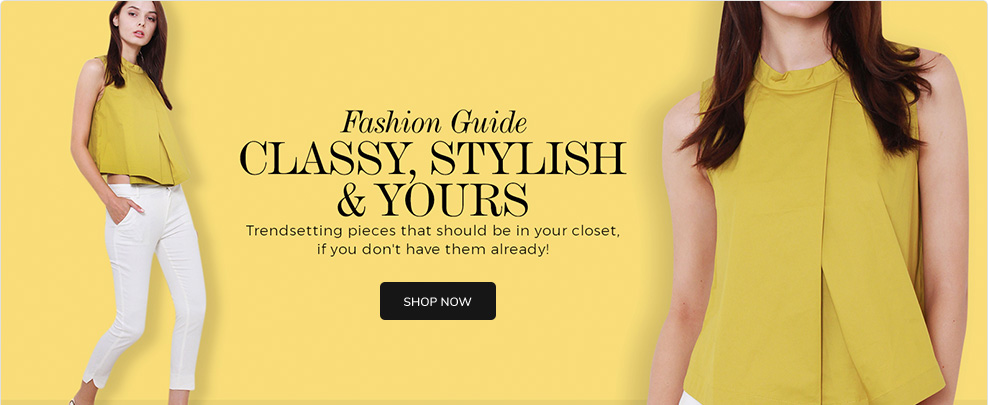 Fashion Guide
CLASSY, STYLISH
& YOURS
Trendsetting pieces that should be in your closet,
if you don't have them already!
SHOP NOW